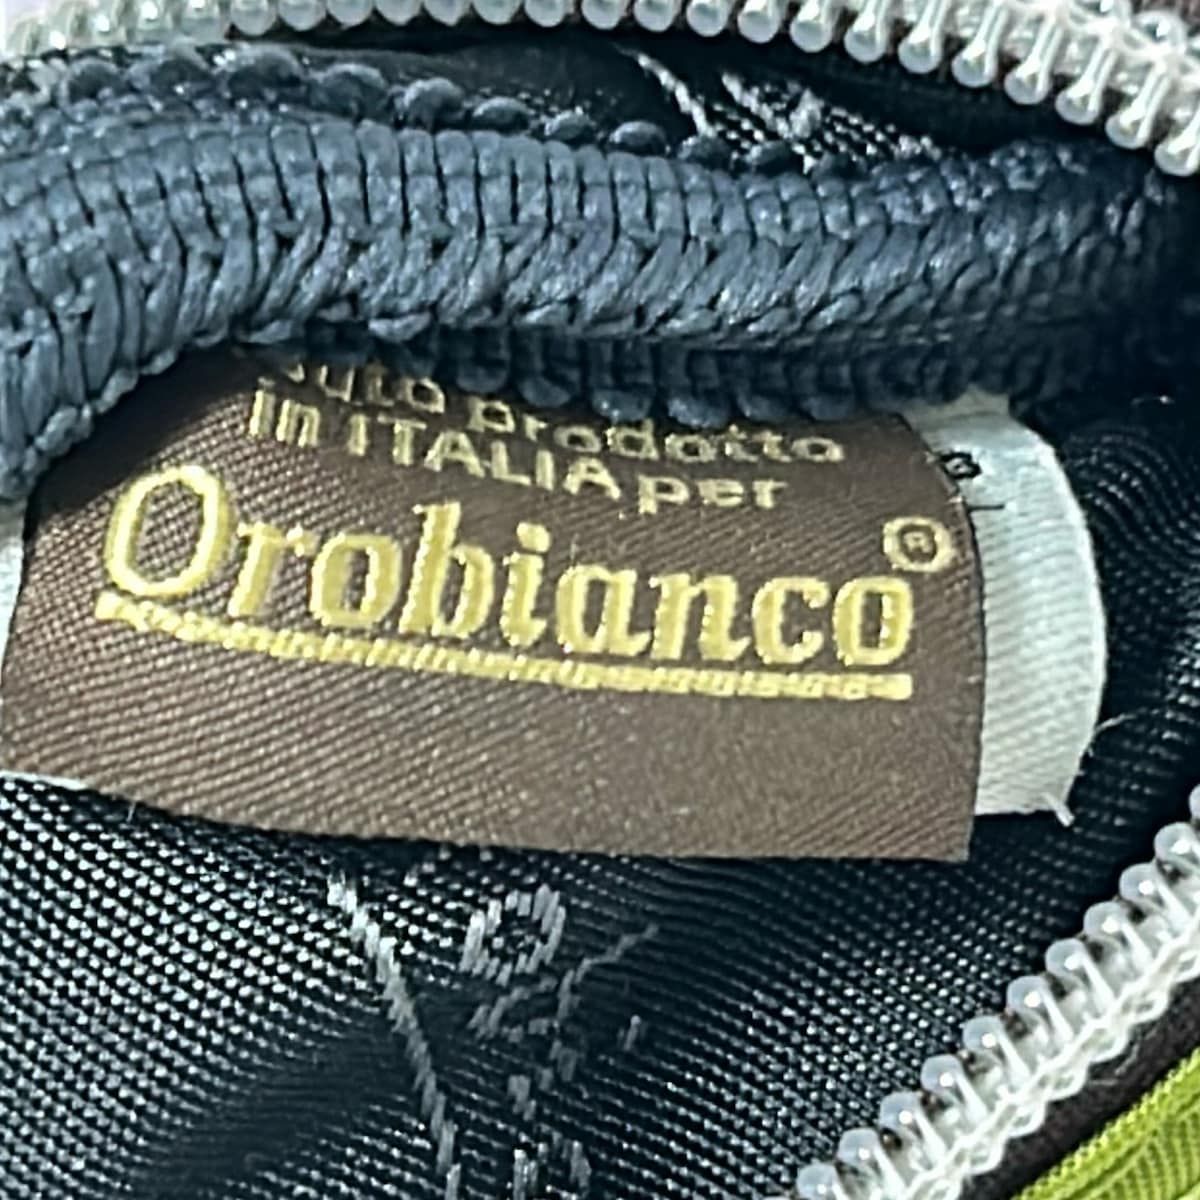 prodotto
in ITALIA per
Orobianco®